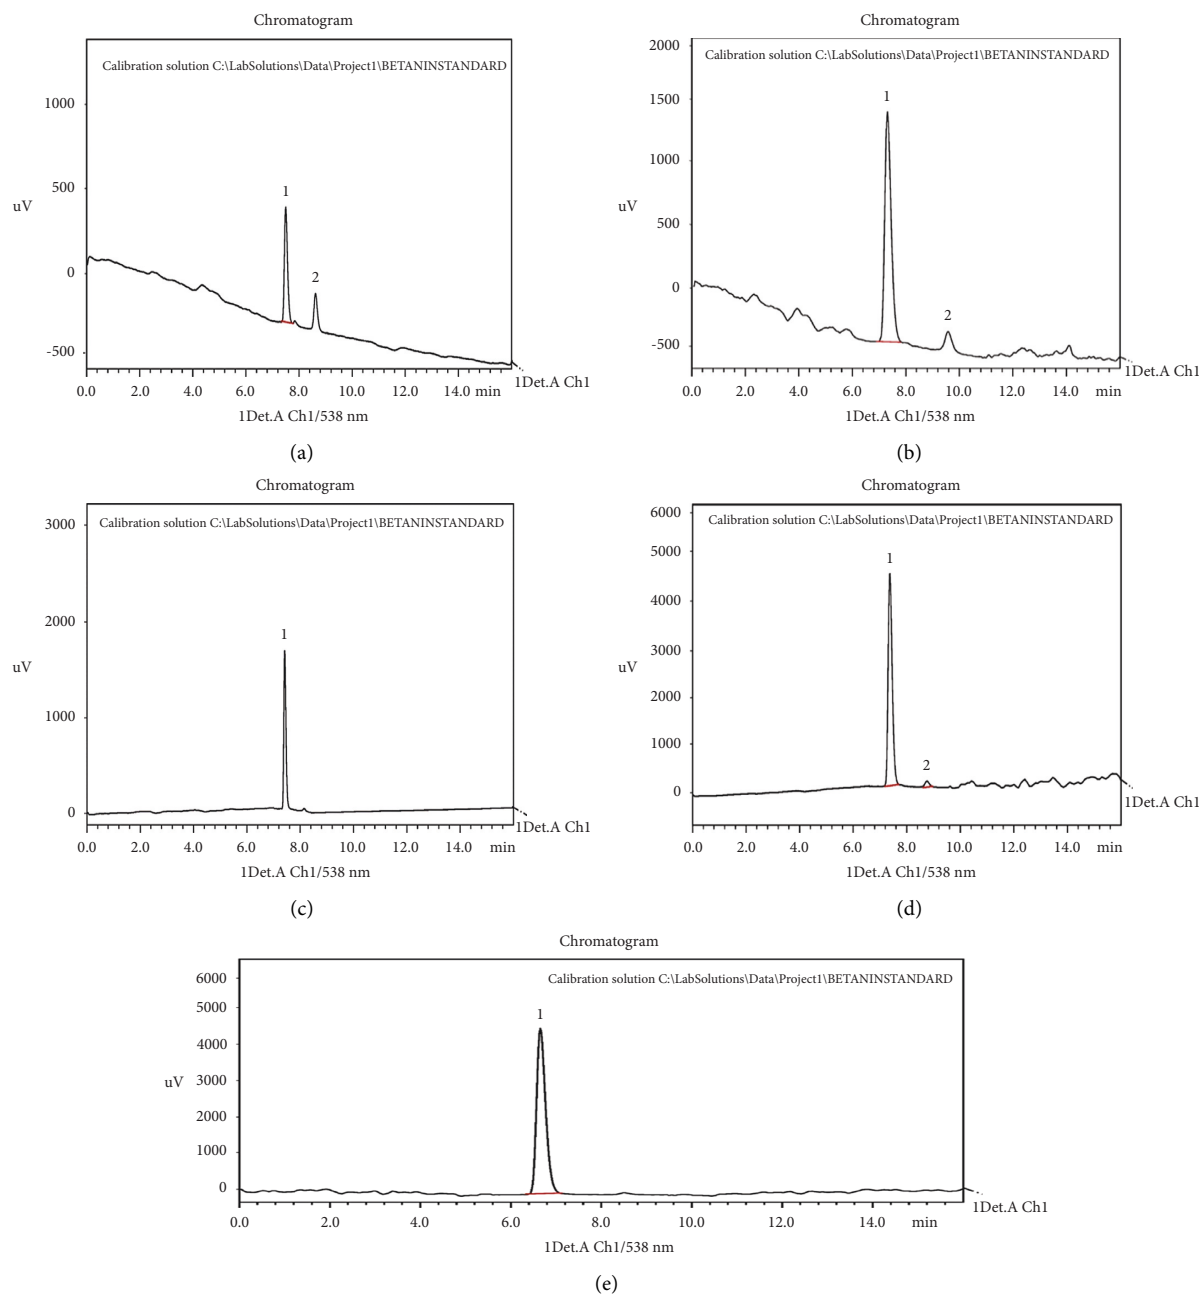 Chromatogram
Calibration solution C:\LabSolutions\Data\Project1\BETANINSTANDARD
1000
500
0
-500
uV
1
2
0.0 2.0 4.0 6.0 8.0 10.0 12.0 14.0 min
1Det.A Ch1
1Det.A Ch1/538 nm
(a)
Chromatogram
Calibration solution C:\LabSolutions\Data\Project1\BETANINSTANDARD
2000
1500
1000
500
0
-500
uV
1
2
0.0 2.0 4.0 6.0 8.0 10.0 12.0 14.0 min
1Det.A Ch1
1Det.A Ch1/538 nm
(b)
Chromatogram
Calibration solution C:\LabSolutions\Data\Project1\BETANINSTANDARD
3000
2000
1000
0
uV
1
0.0 2.0 4.0 6.0 8.0 10.0 12.0 14.0 min
1Det.A Ch1
1Det.A Ch1/538 nm
(c)
Chromatogram
Calibration solution C:\LabSolutions\Data\Project1\BETANINSTANDARD
6000
5000
4000
3000
2000
1000
0
uV
1
2
0.0 2.0 4.0 6.0 8.0 10.0 12.0 14.0 min
1Det.A Ch1
1Det.A Ch1/538 nm
(d)
Chromatogram
Calibration solution C:\LabSolutions\Data\Project1\BETANINSTANDARD
6000
5000
4000
3000
2000
1000
0
uV
1
0.0 2.0 4.0 6.0 8.0 10.0 12.0 14.0 min
1Det.A Ch1
1Det.A Ch1/538 nm
(e)